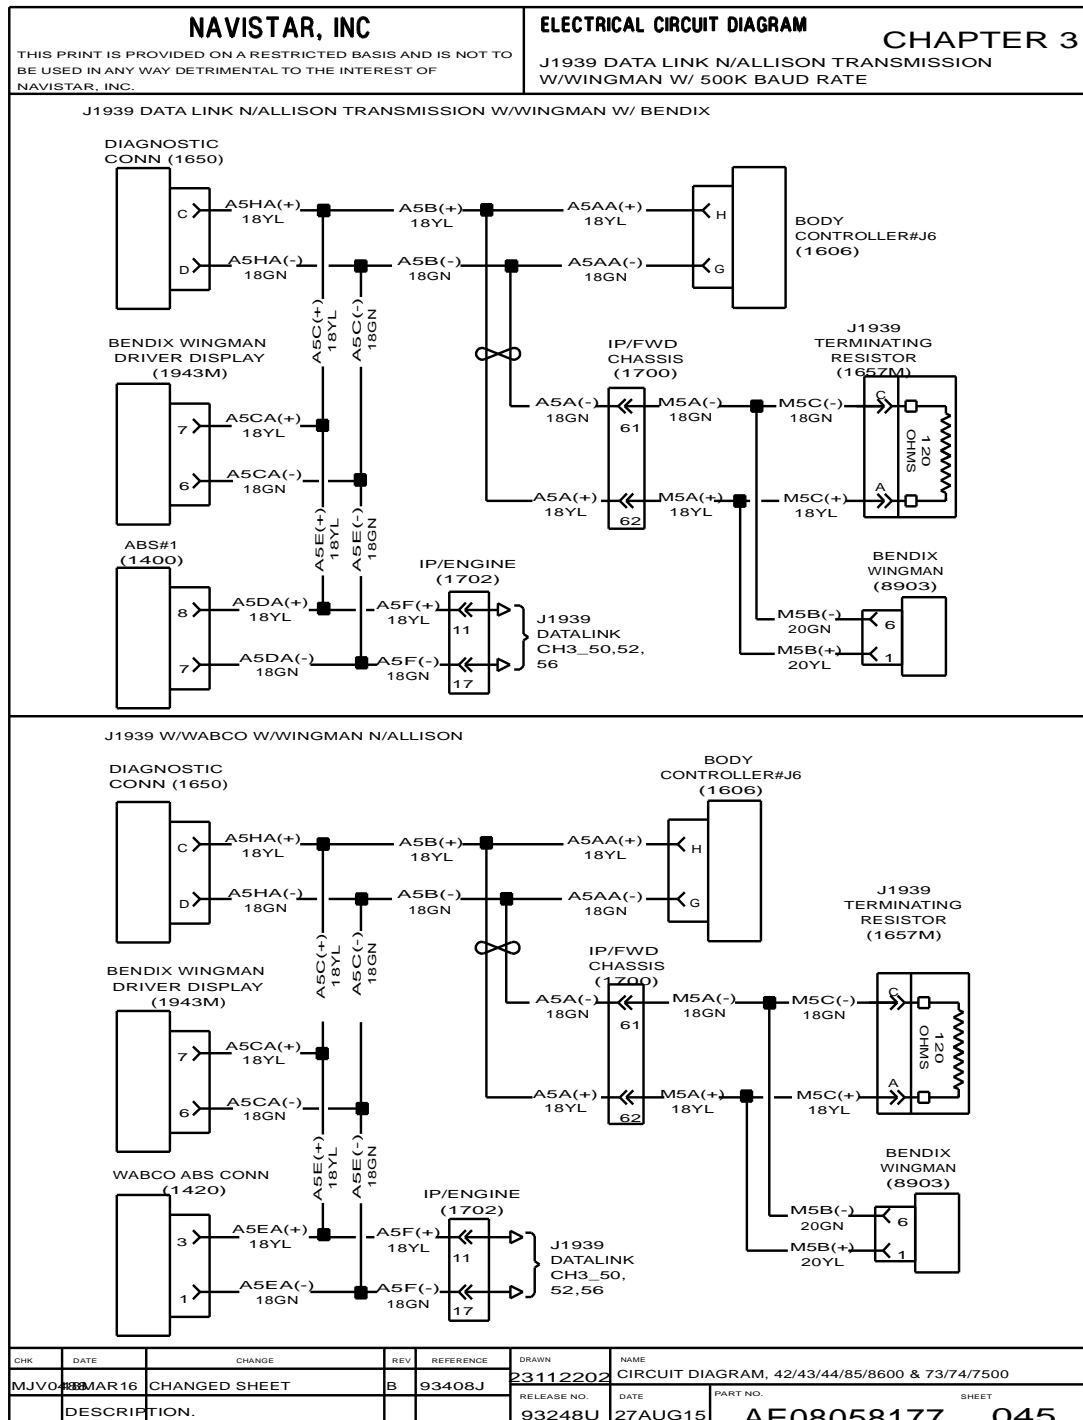 NAVISTAR, INC
THIS PRINT IS PROVIDED ON A RESTRICTED BASIS AND IS NOT TO
BE USED IN ANY WAY DETRIMENTAL TO THE INTEREST OF
NAVISTAR, INC.
ELECTRICAL CIRCUIT DIAGRAM
CHAPTER 3
J1939 DATA LINK N/ALLISON TRANSMISSION
W/WINGMAN W/ 500K BAUD RATE
J1939 DATA LINK N/ALLISON TRANSMISSION W/WINGMAN W/ BENDIX
DIAGNOSTIC
CONN (1650)
C
A5HA(+)
18YL
A5B(+)
18YL
A5AA(+)
18YL
H
D
A5HA(-)
18GN
A5B(-)
18GN
A5AA(-)
18GN
G
BODY
CONTROLLER#J6
(1606)
A5C(+)
18YL
A5C(-)
18GN
BENDIX WINGMAN
DRIVER DISPLAY
(1943M)
7
A5CA(+)
18YL
6
A5CA(-)
18GN
IP/FWD
CHASSIS
(1700)
A5A(-)
18GN
61
M5A(-)
18GN
M5C(-)
18GN
A5A(+)
18YL
62
M5A(+)
18YL
M5C(+)
18YL
J1939
TERMINATING
RESISTOR
(1657M)
C
A
120
OHMS
A5E(+)
18YL
A5E(-)
18GN
ABS#1
(1400)
8
A5DA(+)
18YL
7
A5DA(-)
18GN
IP/ENGINE
(1702)
A5F(+)
18YL
11
A5F(-)
18GN
17
J1939
DATALINK
CH3_50,52,
56
BENDIX
WINGMAN
(8903)
M5B(-)
20GN
6
M5B(+)
20YL
1
J1939 W/WABCO W/WINGMAN N/ALLISON
DIAGNOSTIC
CONN (1650)
C
A5HA(+)
18YL
A5B(+)
18YL
A5AA(+)
18YL
H
D
A5HA(-)
18GN
A5B(-)
18GN
A5AA(-)
18GN
G
BODY
CONTROLLER#J6
(1606)
A5C(+)
18YL
A5C(-)
18GN
BENDIX WINGMAN
DRIVER DISPLAY
(1943M)
7
A5CA(+)
18YL
6
A5CA(-)
18GN
IP/FWD
CHASSIS
(1700)
A5A(-)
18GN
61
M5A(-)
18GN
M5C(-)
18GN
A5A(+)
18YL
62
M5A(+)
18YL
M5C(+)
18YL
J1939
TERMINATING
RESISTOR
(1657M)
C
A
120
OHMS
A5E(+)
18YL
A5E(-)
18GN
WABCO ABS CONN
(1420)
3
A5EA(+)
18YL
1
A5EA(-)
18GN
IP/ENGINE
(1702)
A5F(+)
18YL
11
A5F(-)
18GN
17
J1939
DATALINK
CH3_50,
52,56
BENDIX
WINGMAN
(8903)
M5B(-)
20GN
6
M5B(+)
20YL
1
CHK DATE CHANGE REV REFERENCE DRAWN NAME
18MAR16 CHANGED SHEET B 93408J 23112202 CIRCUIT DIAGRAM, 42/43/44/85/8600 & 73/74/7500
DESCRIPTION.
RELEASE NO. DATE PART NO. SHEET
93248U 27AUG15 AE08058177 045